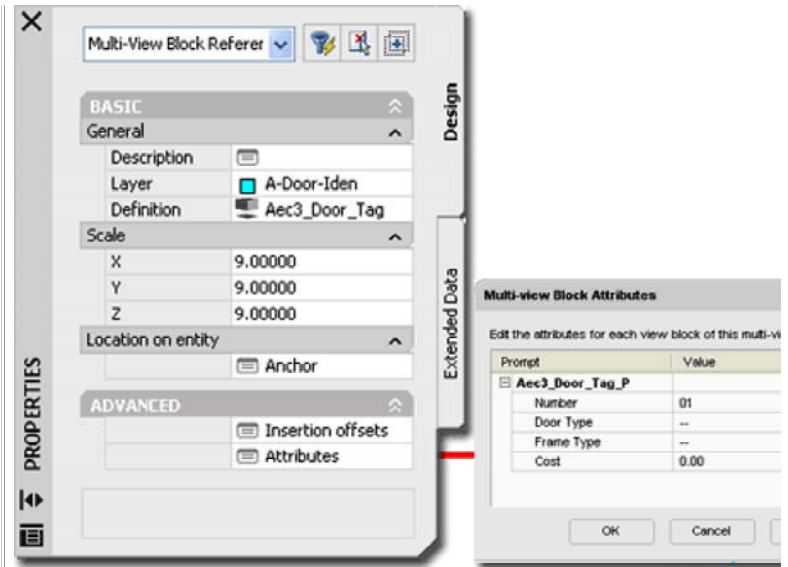 Multi-View Block Referer
BASIC
General
Description
Layer A-Door-Iden
Definition Aec3_Door_Tag
Scale
X 9.00000
Y 9.00000
Z 9.00000
Location on entity
Anchor
ADVANCED
Insertion offsets
Attributes
PROPERTIES
Design
Extended Data
Multi-view Block Attributes
Edit the attributes for each view block of this multi-vi
Prompt Value
Aec3_Door_Tag_P
Number 01
Door Type --
Frame Type --
Cost 0.00
OK Cancel